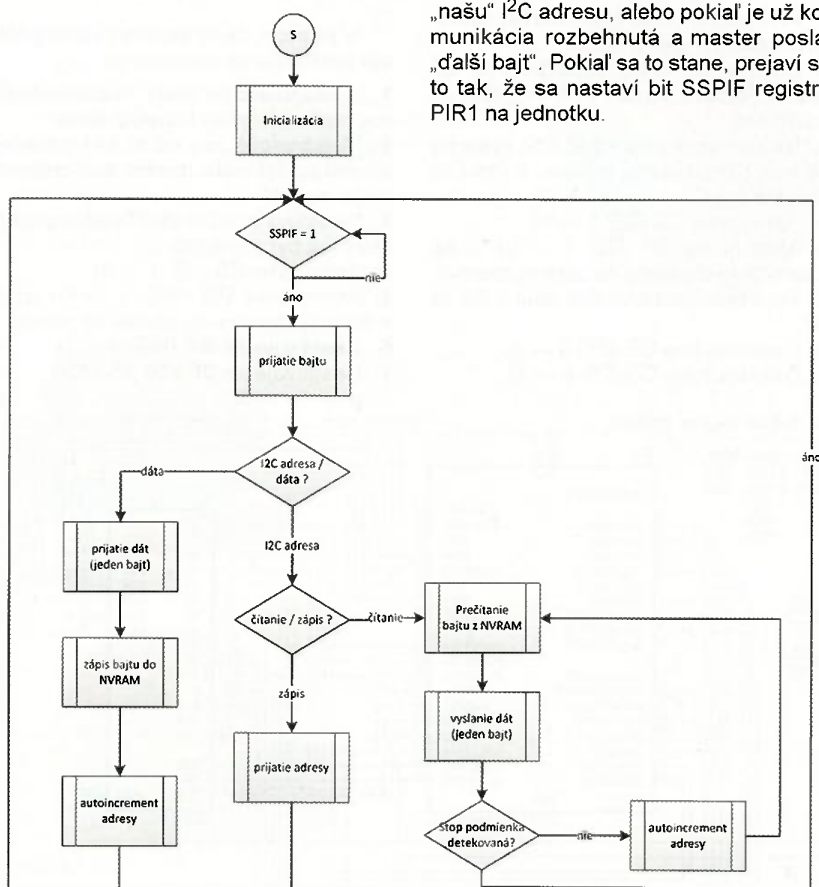 „našu“ I²C adresu, alebo pokiaľ je už ko
munikácia rozbehnutá a master posla
„ďalší bajt“. Pokiaľ sa to stane, prejaví s
to tak, že sa nastaví bit SSPIF registr
PIR1 na jednotku.
S
Inicializácia
SSPIF = 1
nie
áno
prijatie bajtu
I2C adresa /
dáta ?
dáta
áno
prijatie dát
(jeden bajt)
I2C adresa
čítanie / zápis ?
čítanie
Prečítanie
bajtu z NVRAM
zápis bajtu do
NVRAM
zápis
vyslanie dát
(jeden bajt)
prijatie adresy
autoincrement
adresy
Stop podmienka
detekovaná?
nie
autoincrement
adresy